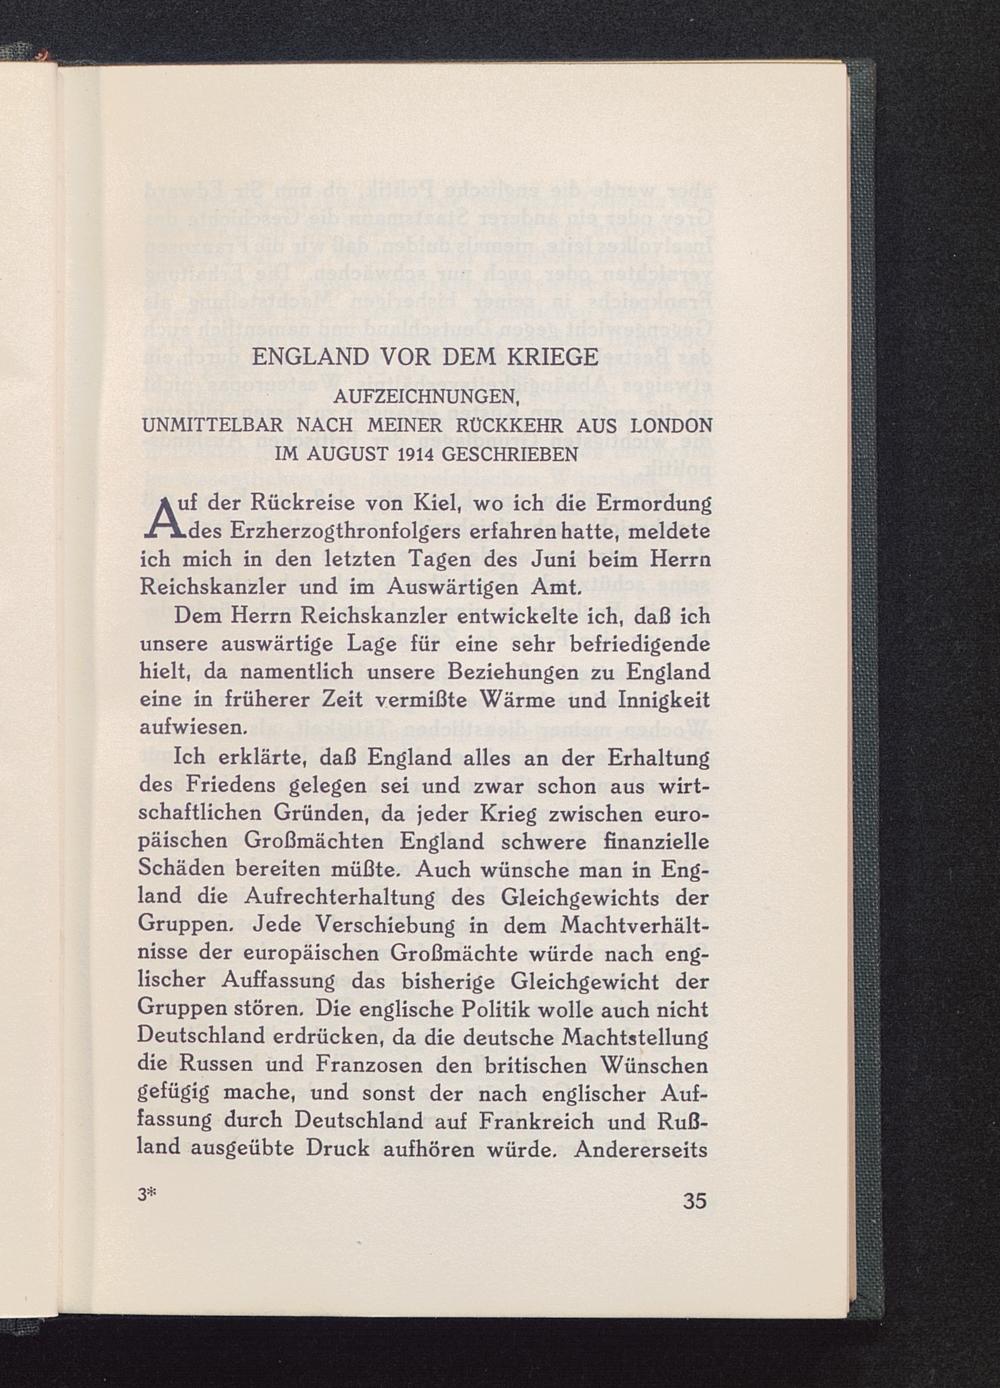 ENGLAND VOR DEM KRIEGE
AUFZEICHNUNGEN,
UNMITTELBAR NACH MEINER RÜCKKEHR AUS LONDON
IM AUGUST 1914 GESCHRIEBEN
Auf der Rückreise von Kiel, wo ich die Ermordung
des Erzherzogthronfolgers erfahren hatte, meldete
ich mich in den letzten Tagen des Juni beim Herrn
Reichskanzler und im Auswärtigen Amt.
Dem Herrn Reichskanzler entwickelte ich, daß ich
unsere auswärtige Lage für eine sehr befriedigende
hielt, da namentlich unsere Beziehungen zu England
eine in früherer Zeit vermißte Wärme und Innigkeit
aufwiesen.
Ich erklärte, daß England alles an der Erhaltung
des Friedens gelegen sei und zwar schon aus wirt-
schaftlichen Gründen, da jeder Krieg zwischen euro-
päischen Großmächten England schwere finanzielle
Schäden bereiten müßte. Auch wünsche man in Eng-
land die Aufrechterhaltung des Gleichgewichts der
Gruppen. Jede Verschiebung in dem Machtverhält-
nisse der europäischen Großmächte würde nach eng-
lischer Auffassung das bisherige Gleichgewicht der
Gruppen stören. Die englische Politik wolle auch nicht
Deutschland erdrücken, da die deutsche Machtstellung
die Russen und Franzosen den britischen Wünschen
gefügig mache, und sonst der nach englischer Auf-
fassung durch Deutschland auf Frankreich und Ruß-
land ausgeübte Druck aufhören würde. Andererseits
3*
35